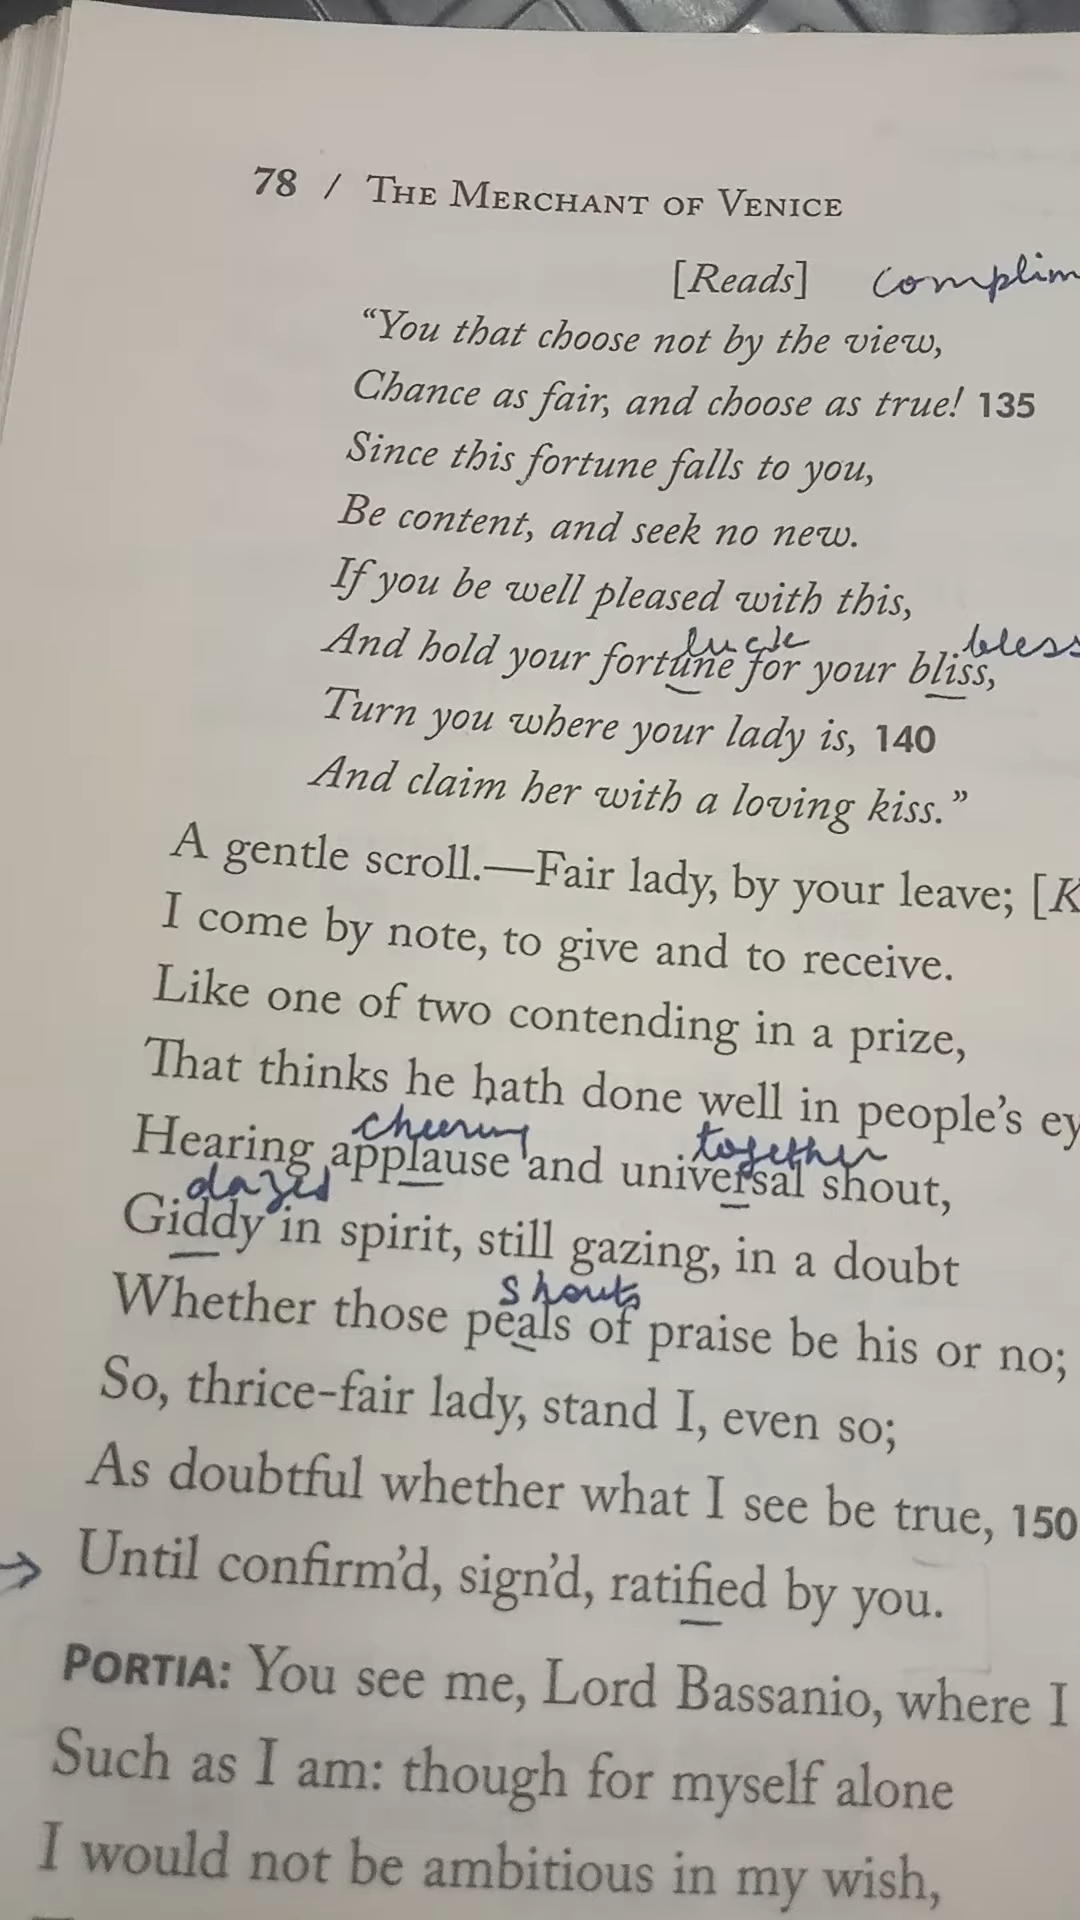 78 / THE MERCHANT OF VENICE
[Reads] complim
"You that choose not by the view,
Chance as fair, and choose as true! 135
Since this fortune falls to you,
Be content, and seek no new.
If you be well pleased with this,
luck bless
And hold your fortune for your bliss,
Turn you where your lady is, 140
And claim her with a loving kiss."
A gentle scroll.—Fair lady, by your leave; [K
I come by note, to give and to receive.
Like one of two contending in a prize,
That thinks he hath done well in people's ey
cheering together
Hearing applause and universal shout,
dazed
Giddy in spirit, still gazing, in a doubt
shouts
Whether those peals of praise be his or no;
So, thrice-fair lady, stand I, even so;
As doubtful whether what I see be true, 150
→ Until confirm'd, sign'd, ratified by you.
PORTIA: You see me, Lord Bassanio, where I
Such as I am: though for myself alone
I would not be ambitious in my wish,